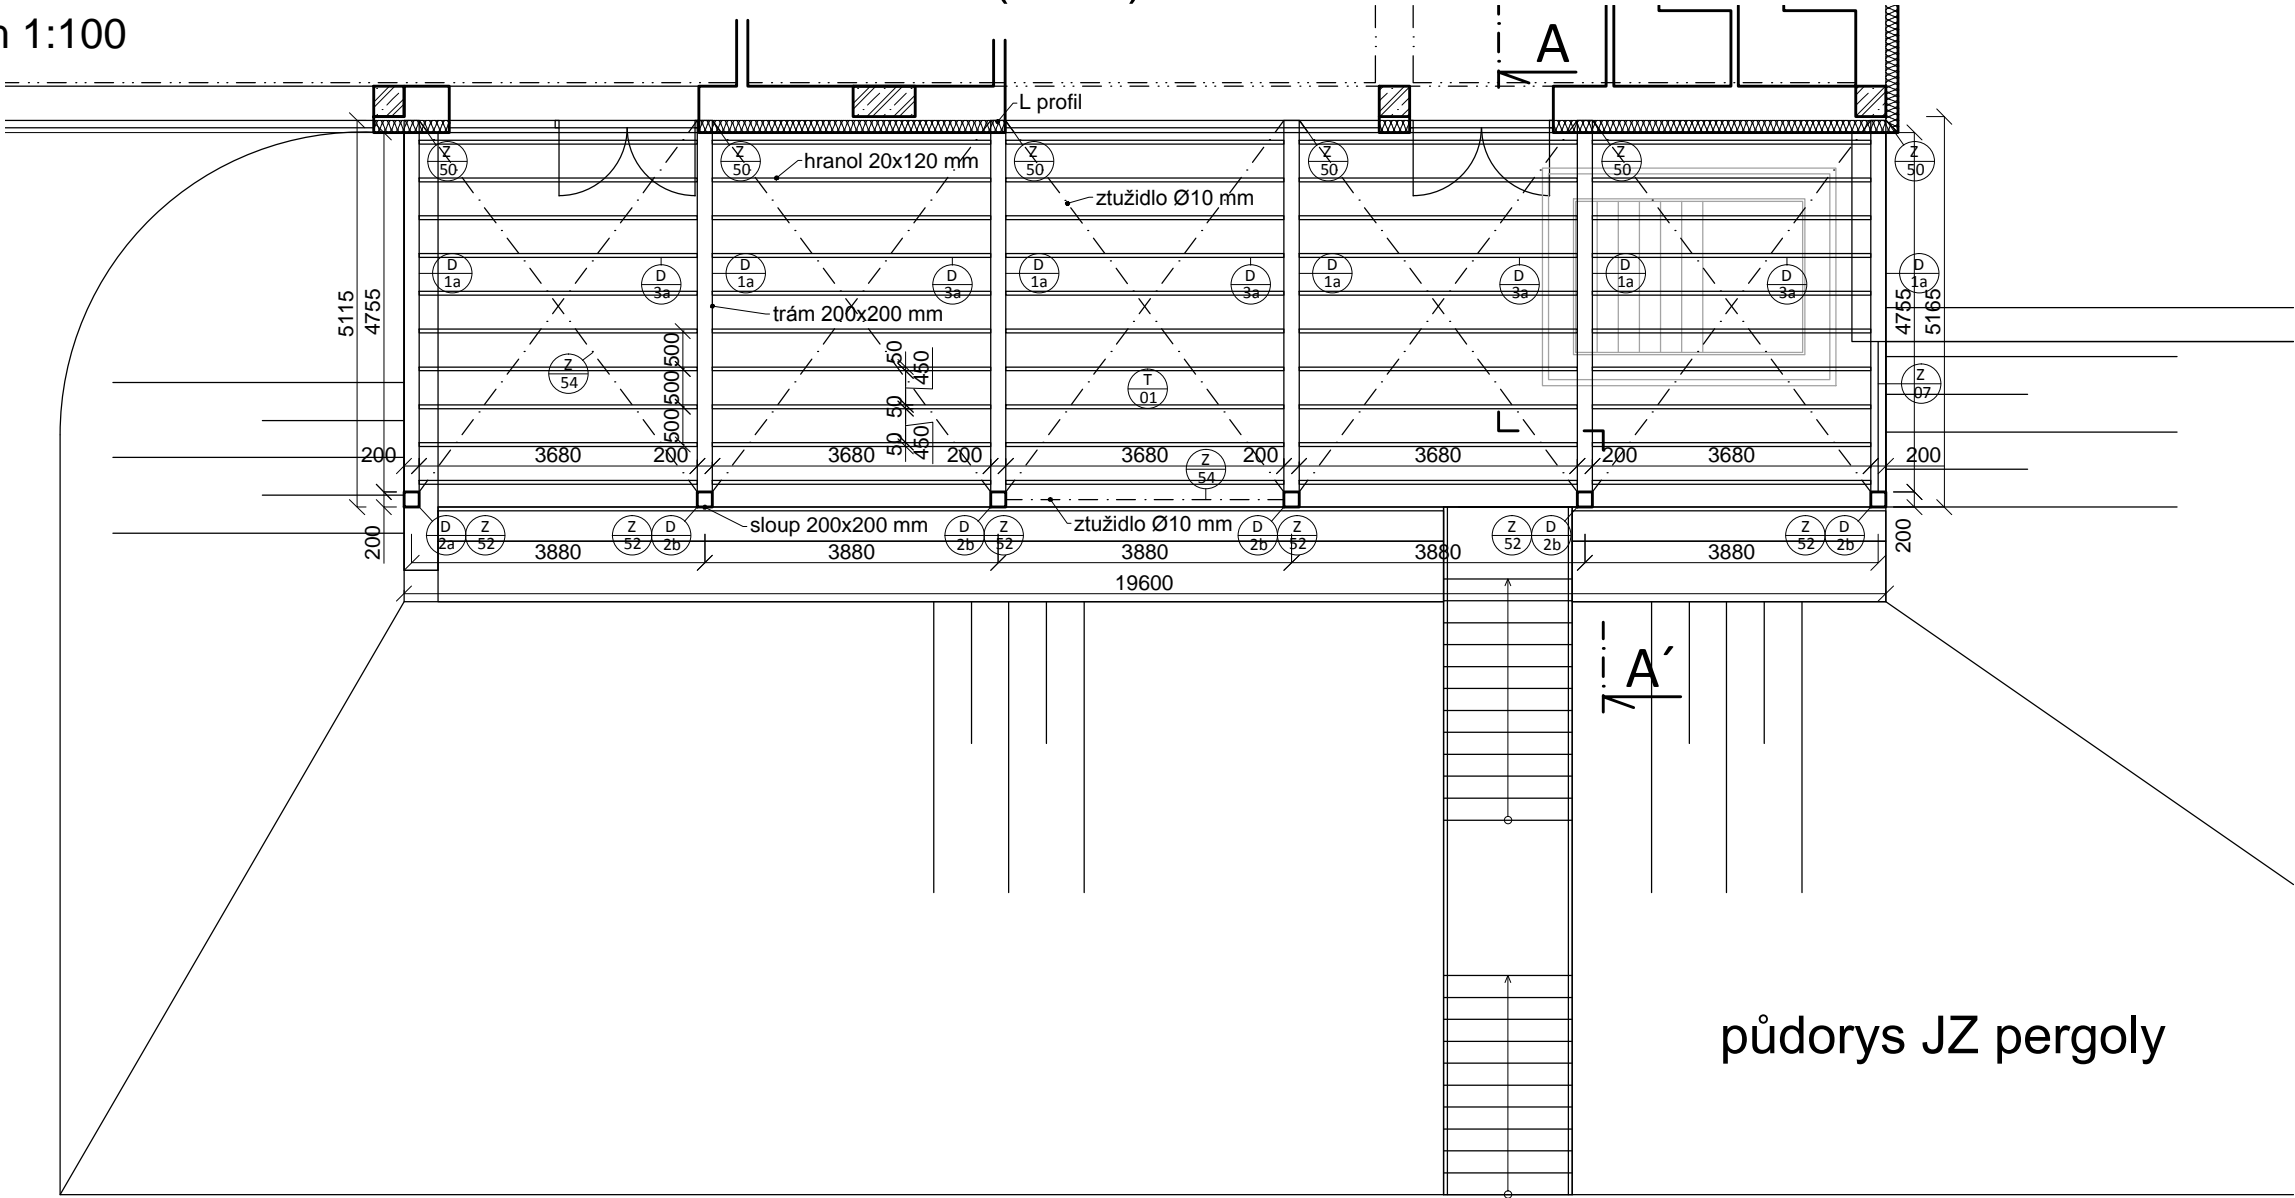 1:100
A
L profil
Z 50
Z 50
Z 50
Z 50
Z 50
Z 50
hranol 20x120 mm
ztužidlo Ø10 mm
D 1a
D 3a
D 1a
D 3a
D 1a
D 3a
D 1a
D 3a
D 1a
D 3a
D 1a
5115
4755
trám 200x200 mm
4755
5165
Z 54
500
500
500
50
450
50
450
50
T 01
Z 07
200
3680
200
3680
200
3680
200
3680
200
3680
200
Z 54
200
D 2a
Z 52
Z 52
D 2b
sloup 200x200 mm
D 2b
Z 52
ztužidlo Ø10 mm
D 2b
Z 52
Z 52
D 2b
Z 52
D 2b
200
3880
3880
3880
3880
3880
19600
A´
půdorys JZ pergoly